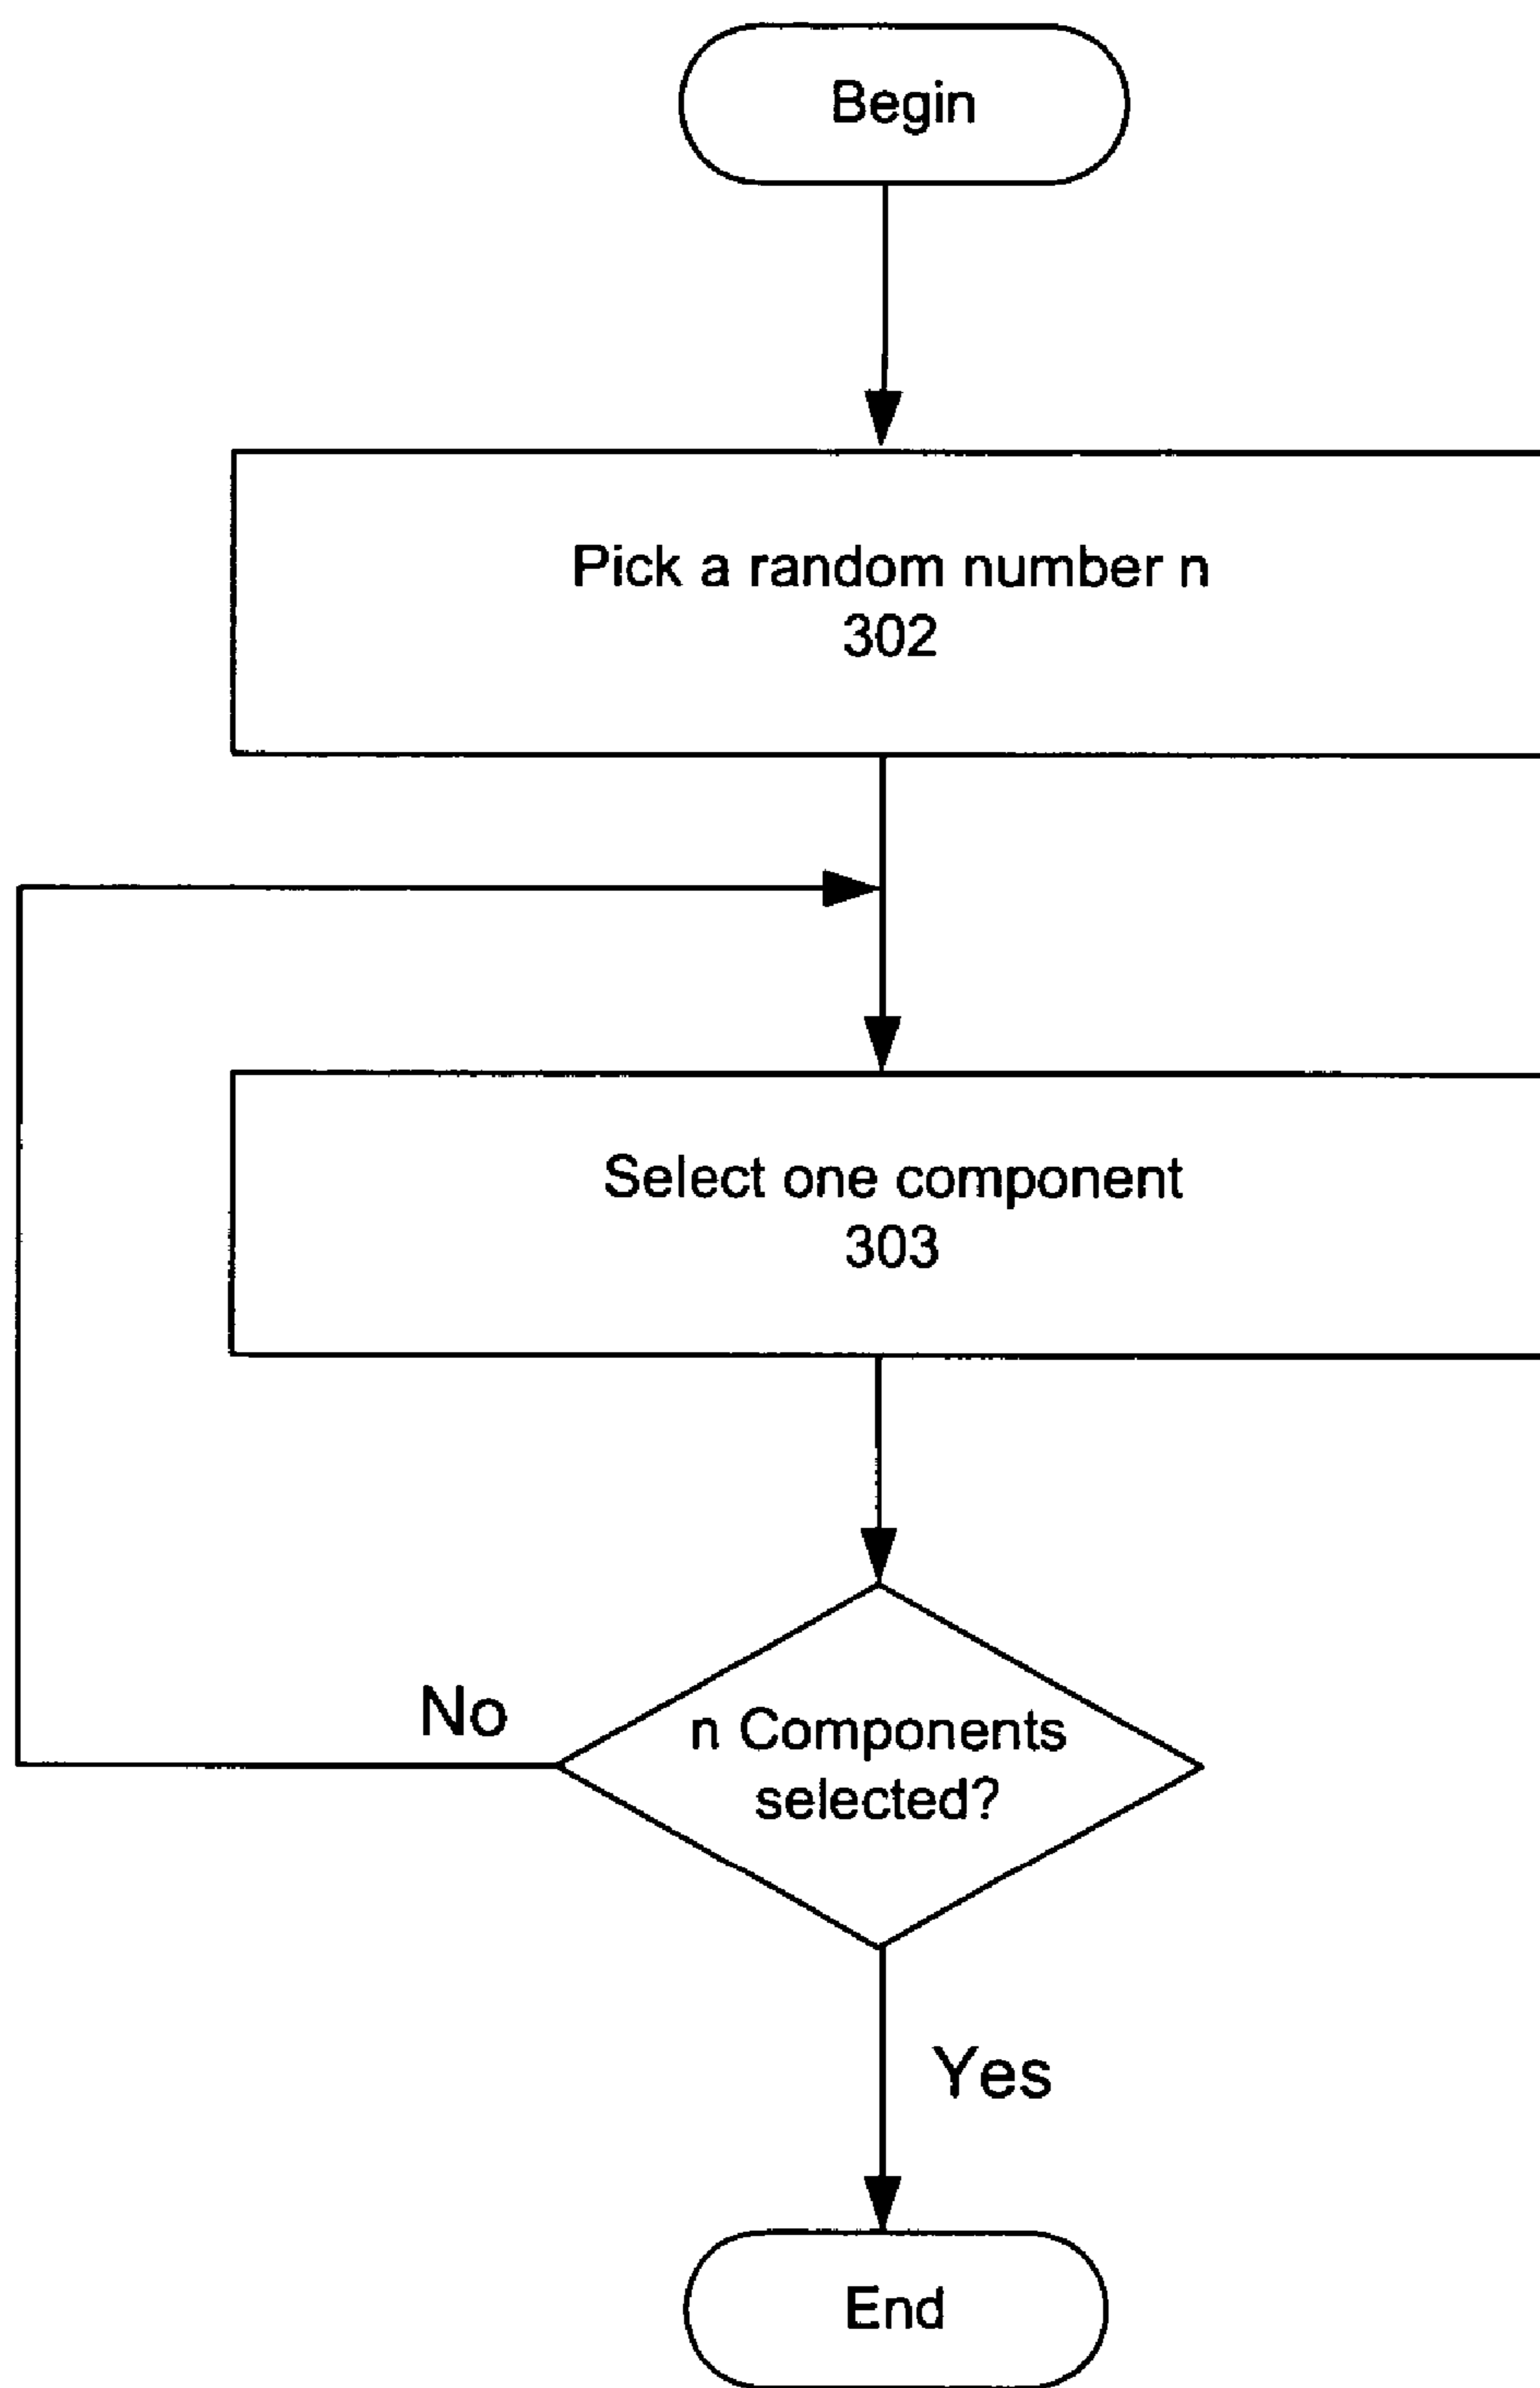 Begin
Pick a random number n
302
Select one component
303
No
n Components
selected?
Yes
End